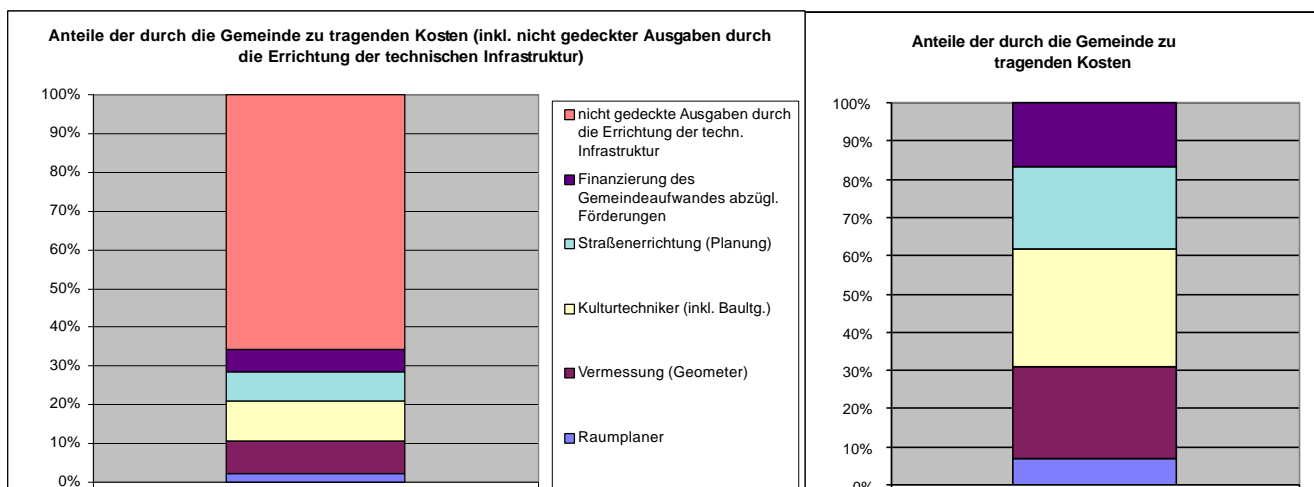 Anteile der durch die Gemeinde zu tragenden Kosten (inkl. nicht gedeckter Ausgaben durch
die Errichtung der technischen Infrastruktur)
100%
90%
80%
70%
60%
50%
40%
30%
20%
10%
0%
nicht gedeckte Ausgaben durch
die Errichtung der techn.
Infrastruktur
Finanzierung des
Gemeindeaufwandes abzügl.
Förderungen
Straßenerrichtung (Planung)
Kulturtechniker (inkl. Baultg.)
Vermessung (Geometer)
Raumplaner
Anteile der durch die Gemeinde zu
tragenden Kosten
100%
90%
80%
70%
60%
50%
40%
30%
20%
10%
0%